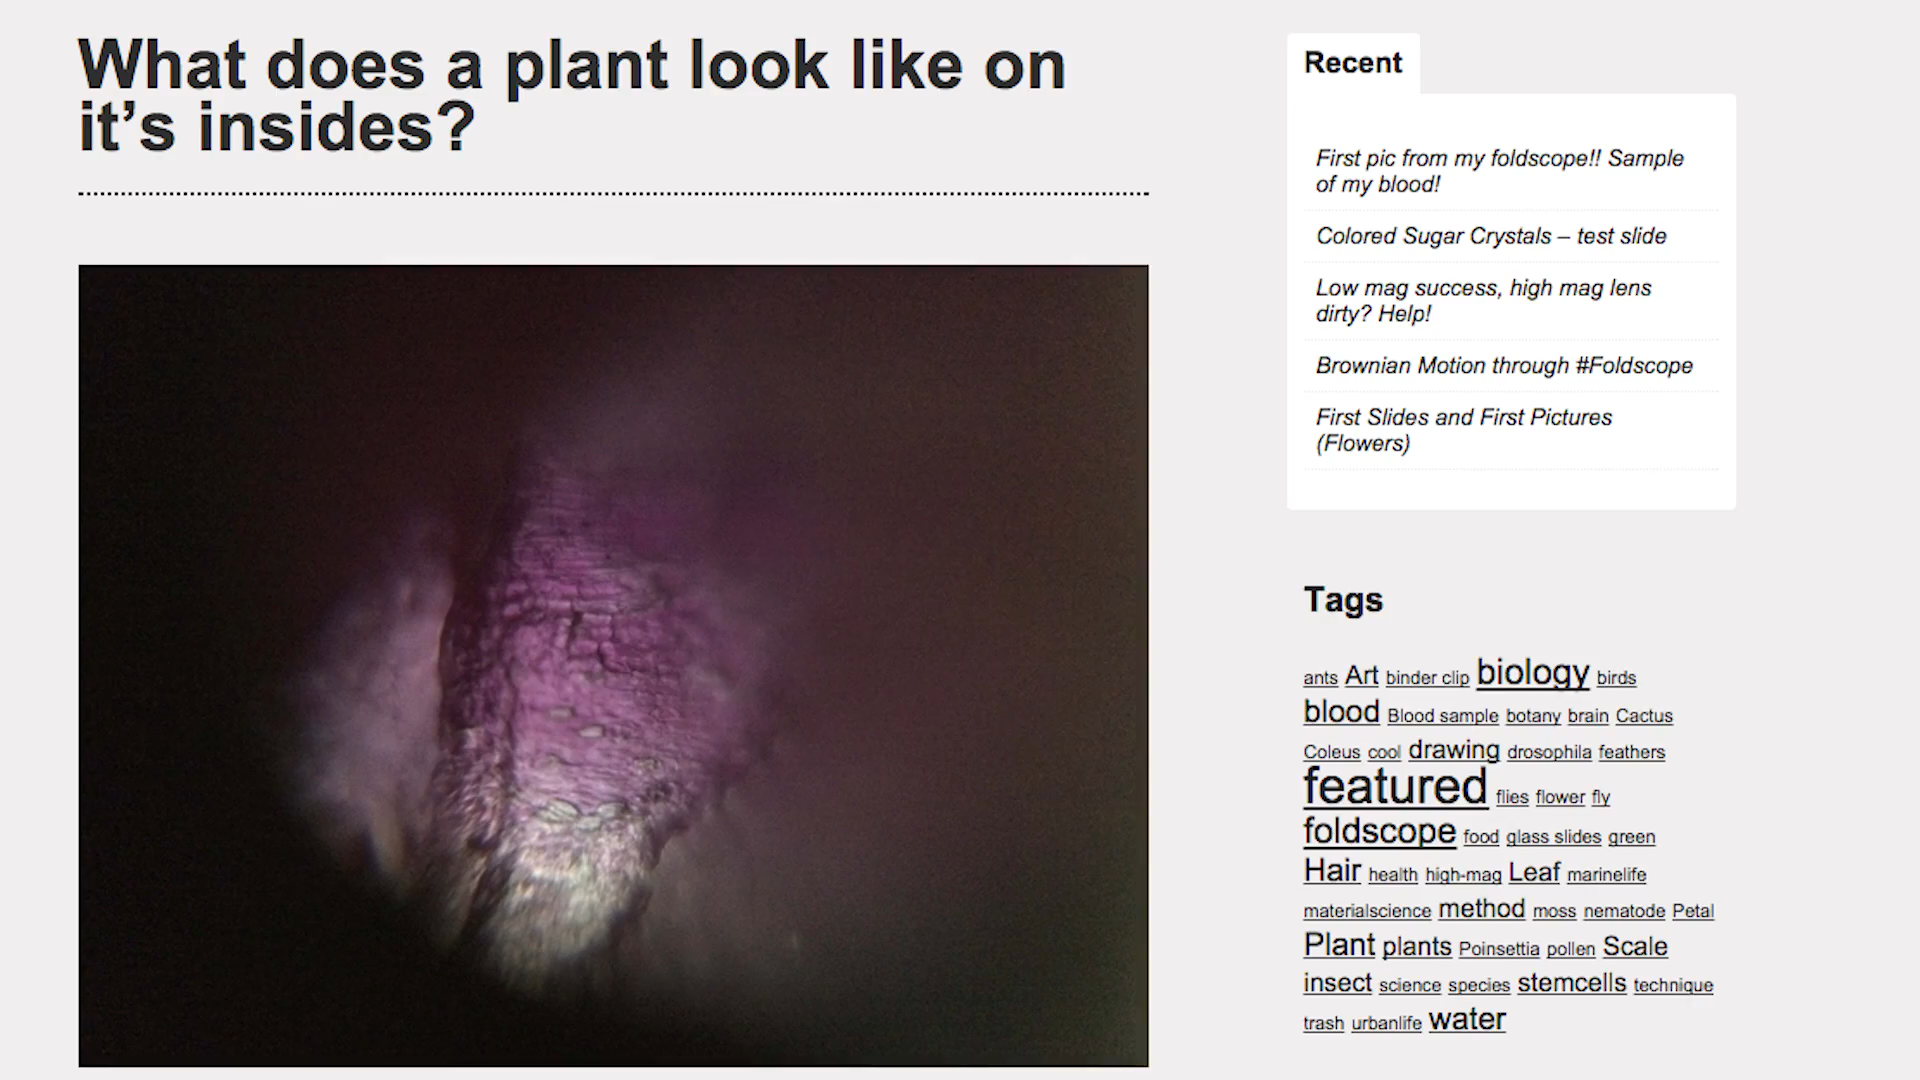 What does a plant look like on
it’s insides?
Recent
First pic from my foldscope!! Sample
of my blood!
Colored Sugar Crystals – test slide
Low mag success, high mag lens
dirty? Help!
Brownian Motion through #Foldscope
First Slides and First Pictures
(Flowers)
Tags
ants Art binder clip biology birds
blood Blood sample botany brain Cactus
Coleus cool drawing drosophila feathers
featured flies flower fly
foldscope food glass slides green
Hair health high-mag Leaf marinelife
materialscience method moss nematode Petal
Plant plants Poinsettia pollen Scale
insect science species stemcells technique
trash urbanlife water